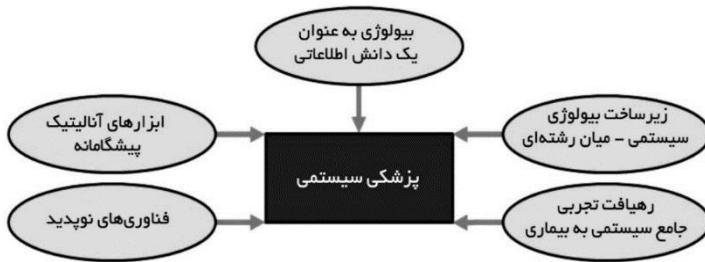 بیولوژی به عنوان
یک دانش اطلاعاتی
زیرساخت بیولوژی
سیستمی – میان رشته‌ای
ابزارهای آنالیتیک
پیشگامانه
پزشکی سیستمی
رهیافت تجربی
جامع سیستمی به بیماری
فناوری‌های نوپدید